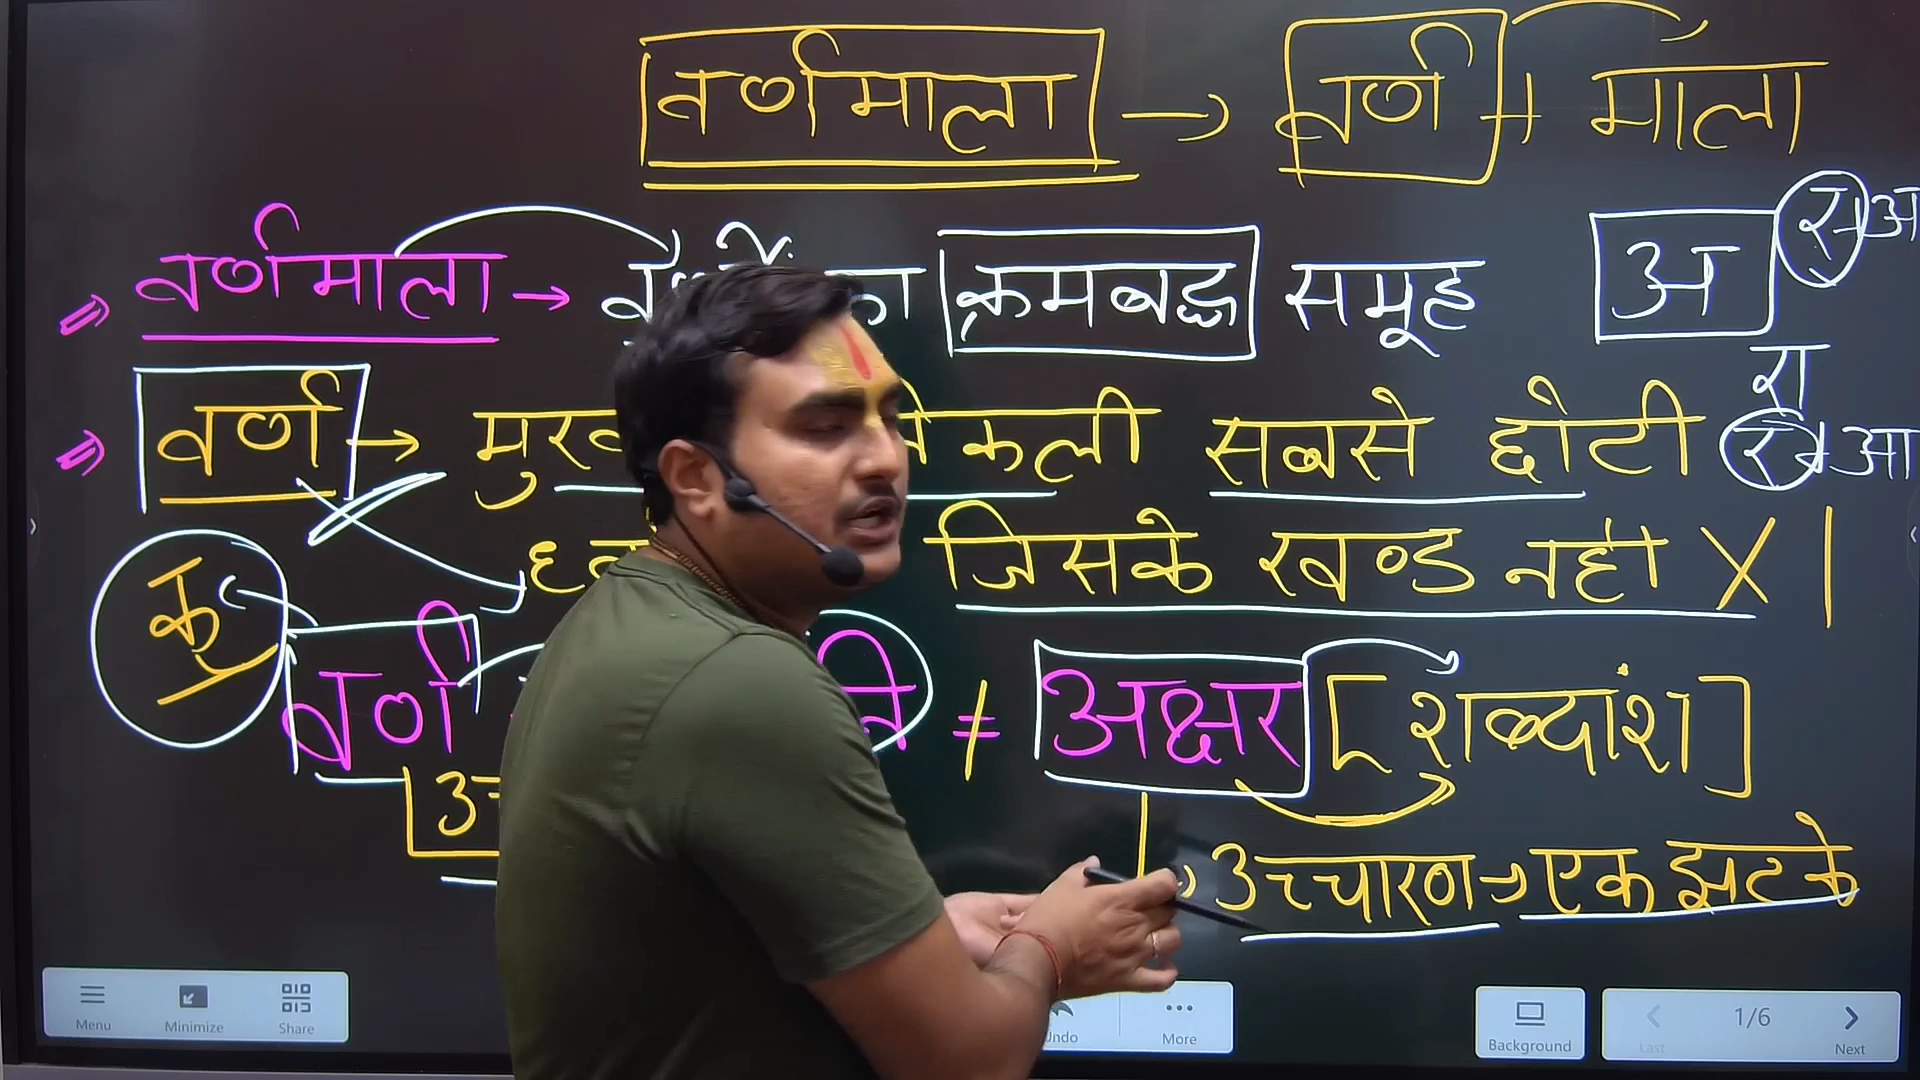 वर्णमाला → वर्ण + माला
वर्णमाला → का क्रमबद्ध समूह
अ
र + अ
वर्ण → कली सबसे छोटी
रा
र + आ
जिसके खण्ड नहीं X |
क
वर्ण = अक्षर [शब्दांश]
उच्चारण → एक झटके
Menu
Minimize
Share
Undo
More
Background
1/6
Last
Next